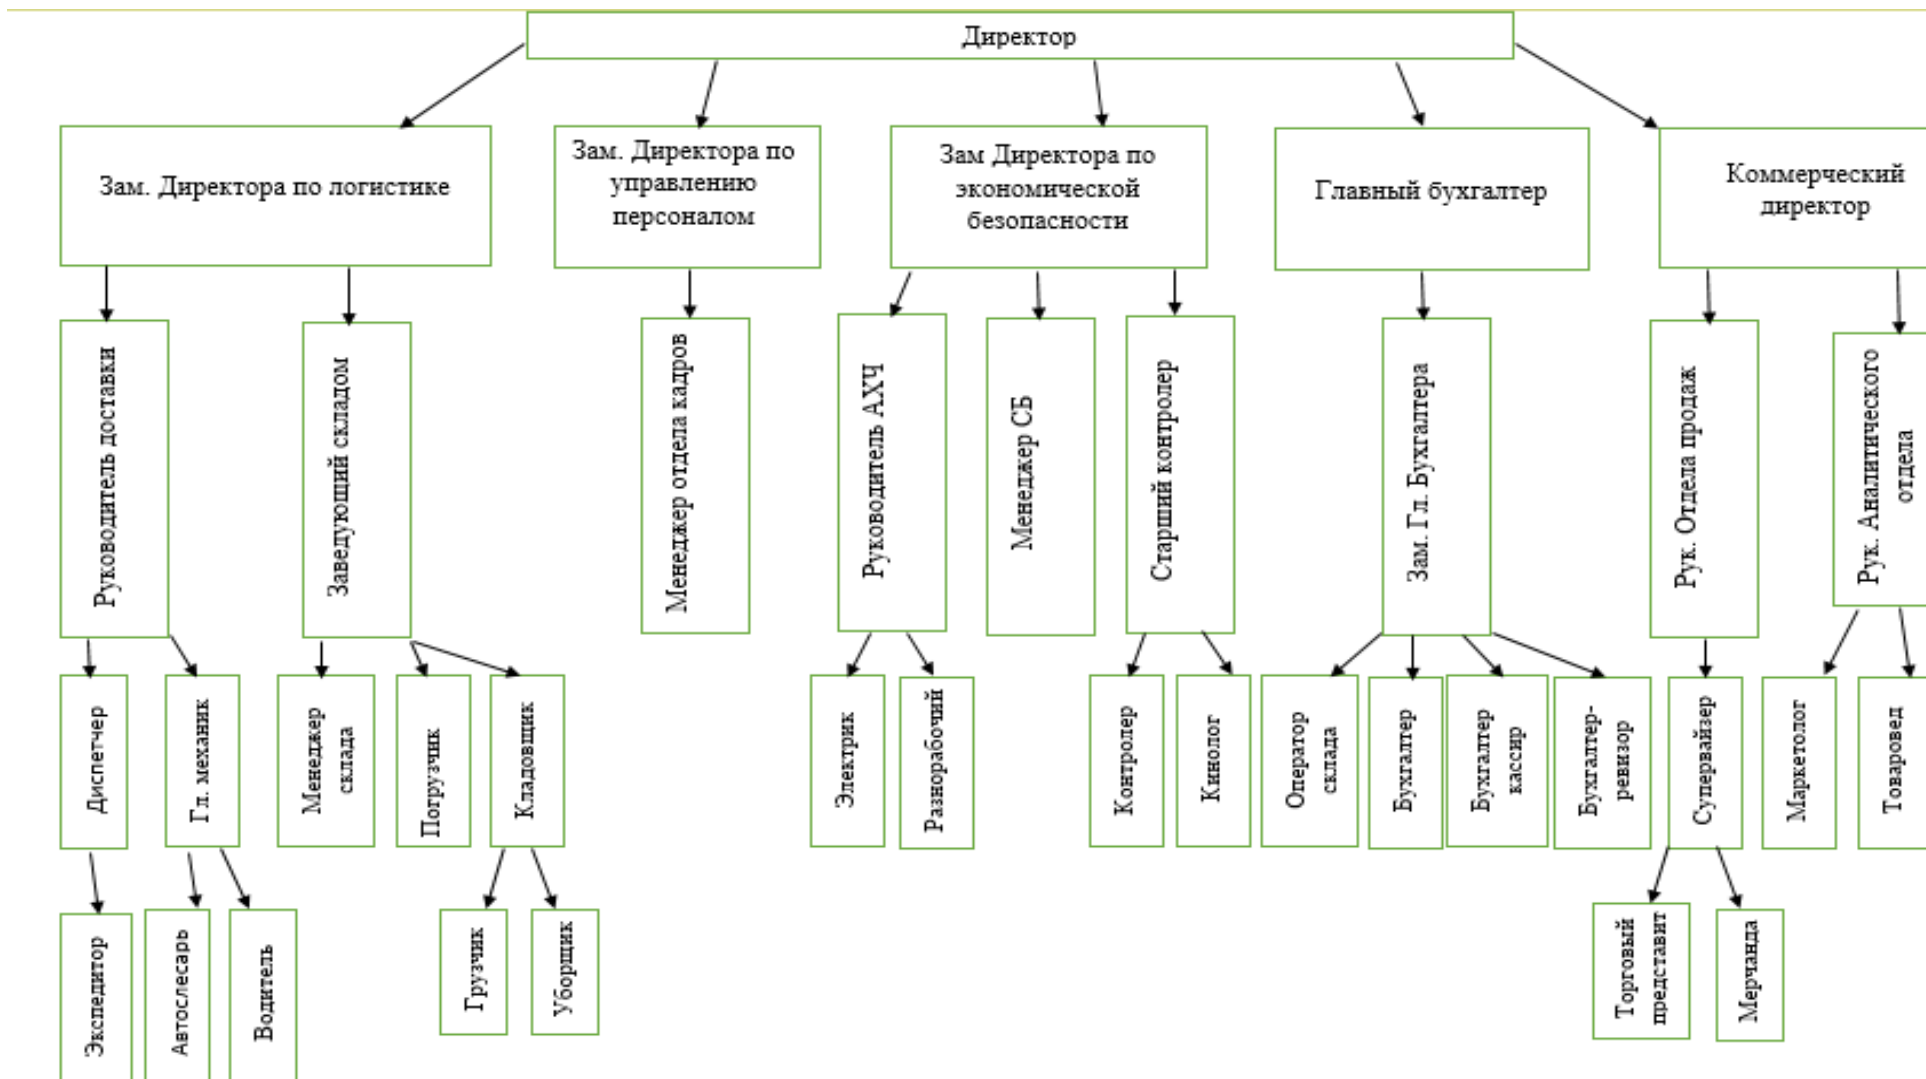 Директор
Зам. Директора по логистике
Зам. Директора по
управлению
персоналом
Зам Директора по
экономической
безопасности
Главный бухгалтер
Коммерческий
директор
Руководитель доставки
Заведующий складом
Менеджер отдела кадров
Руководитель АХЧ
Менеджер СБ
Старший контролер
Зам. Гл. Бухгалтера
Рук. Отдела продаж
Рук. Аналитического
отдела
Диспетчер
Гл. механик
Менеджер
склада
Погрузчик
Кладовщик
Электрик
Разнорабочий
Контролер
Кинолог
Оператор
склада
Бухгалтер
Бухгалтер
кассир
Бухгалтер-
ревизор
Супервайзер
Маркетолог
Товаровед
Экспедитор
Автослесарь
Водитель
Грузчик
Уборщик
Торговый
представит
Мерчанда